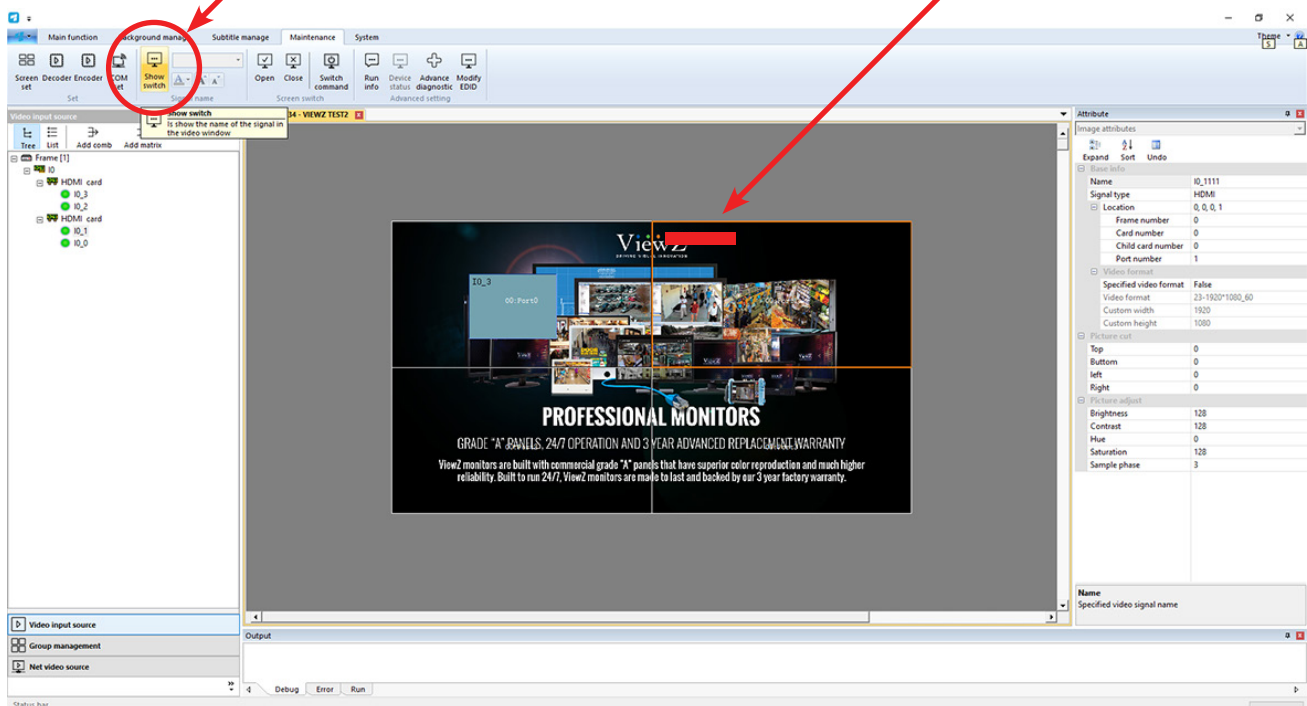 Theme
S
A
Main function
Background manage
Subtitle manage
Maintenance
System
Screen set
Decoder
Encoder
COM set
Set
Show switch
Signal name
Open
Close
Switch command
Screen switch
Run info
Device status
Advance diagnostic
Modify EDID
Advanced setting
Show switch
Is show the name of the signal in
the video window
Video input source
Tree
List
Add comb
Add matrix
Frame [1]
I0
HDMI card
I0_3
I0_2
HDMI card
I0_1
I0_0
34 - VIEWZ TEST2
ViewZ
DRIVING VISUAL INNOVATION
I0_3
00:Port0
PROFESSIONAL MONITORS
GRADE "A" PANELS, 24/7 OPERATION AND 3 YEAR ADVANCED REPLACEMENT WARRANTY
ViewZ monitors are built with commercial grade "A" panels that have superior color reproduction and much higher
reliability. Built to run 24/7, ViewZ monitors are made to last and backed by our 3 year factory warranty.
Attribute
Image attributes
Expand
Sort
Undo
Base info
Name I0_1111
Signal type HDMI
Location 0, 0, 0, 1
Frame number 0
Card number 0
Child card number 0
Port number 1
Video format
Specified video format False
Video format 23-1920*1080_60
Custom width 1920
Custom height 1080
Picture cut
Top 0
Buttom 0
left 0
Right 0
Picture adjust
Brightness 128
Contrast 128
Hue 0
Saturation 128
Sample phase 3
Name
Specified video signal name
Video input source
Group management
Net video source
Output
Debug
Error
Run
Status bar